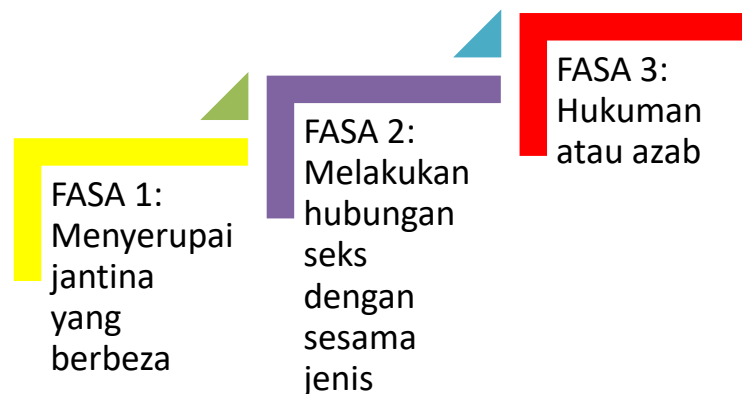 FASA 1:
Menyerupai
jantina
yang
berbeza
FASA 2:
Melakukan
hubungan
seks
dengan
sesama
jenis
FASA 3:
Hukuman
atau azab